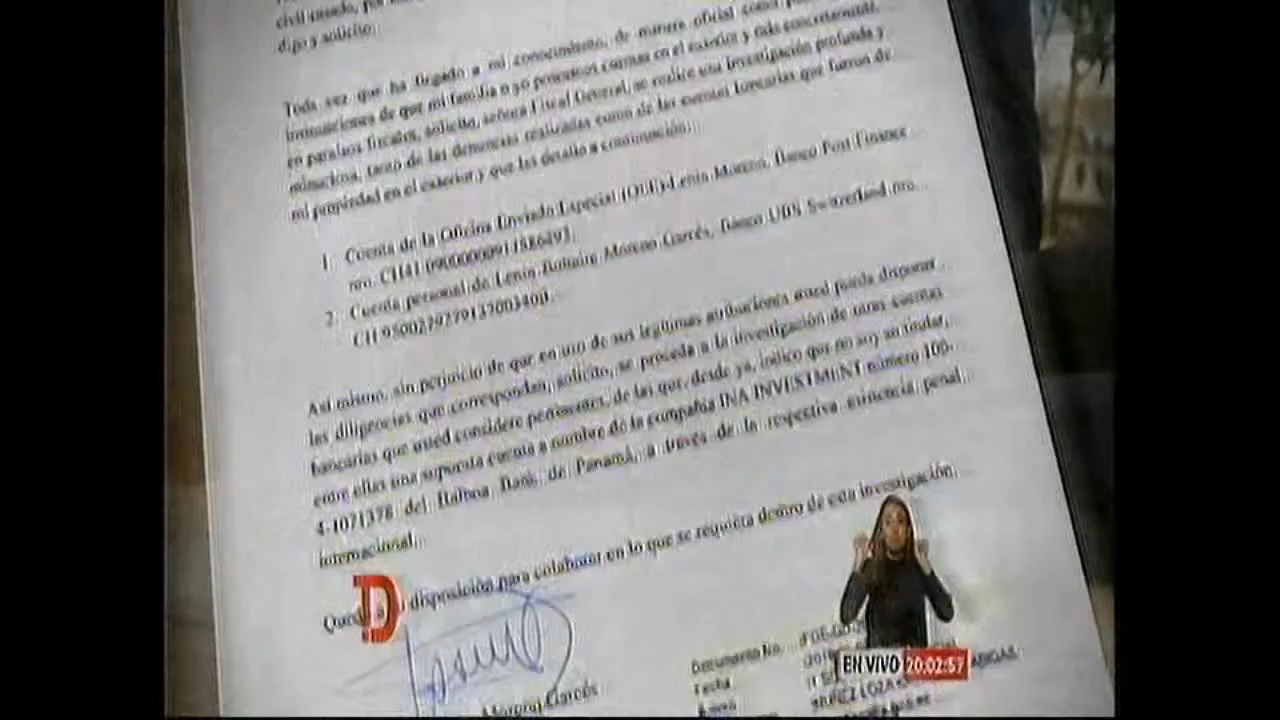 civil casado, por
digo y solicito:
Toda vez que ha llegado a mi conocimiento, de manera oficial como
insinuaciones de que mi familia o yo poseemos cuentas en el exterior y más concretamente,
en paraísos fiscales, solicito, señora Fiscal General, se realice una investigación profunda y
minuciosa, tanto de las denuncias realizadas como de las cuentas bancarias que fueron de
mi propiedad en el exterior y que las detallo a continuación:
1. Cuenta de la Oficina Enviado Especial (OEE)-Lenin Moreno, Banco Post Finance
nro.
2. Cuenta personal de Lenin Boltaire Moreno Garcés, Banco UBS Switzerland nro.
Así mismo, sin perjuicio de que en uso de sus legítimas atribuciones usted pueda disponer
las diligencias que correspondan, solicito, se proceda a la investigación de otras cuentas
bancarias que usted considere pertinentes, de las que, desde ya, indico que no soy su titular,
entre ellas una supuesta cuenta a nombre de la compañía INA INVESTMENT número 100-
4-1071378 del Balboa Bank de Panamá, a través de la respectiva asistencia penal
internacional.
a disposición para colaborar en lo que se requiera dentro de esta investigación.
D
Moreno Garcés
Documento No.
Fecha
EN VIVO 20:02:57